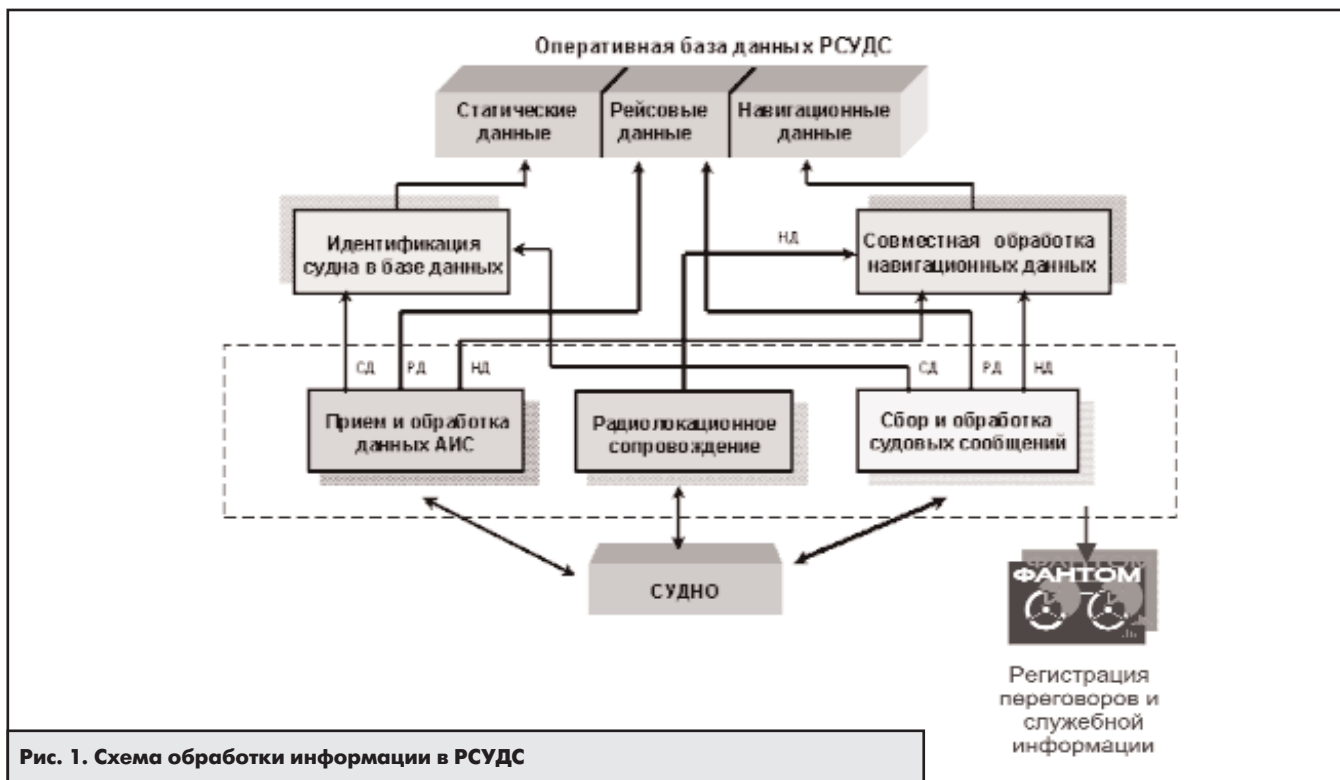 Оперативная база данных РСУДС
Статические
данные
Рейсовые
данные
Навигационные
данные
Идентификация
судна в базе данных
НД
Совместная обработка
навигационных данных
СД
РД
НД
СД
РД
НД
Прием и обработка
данных АИС
Радиолокационное
сопровождение
Сбор и обработка
судовых сообщений
СУДНО
ФАНТОМ
Регистрация
переговоров и
служебной
информации
Рис. 1. Схема обработки информации в РСУДС